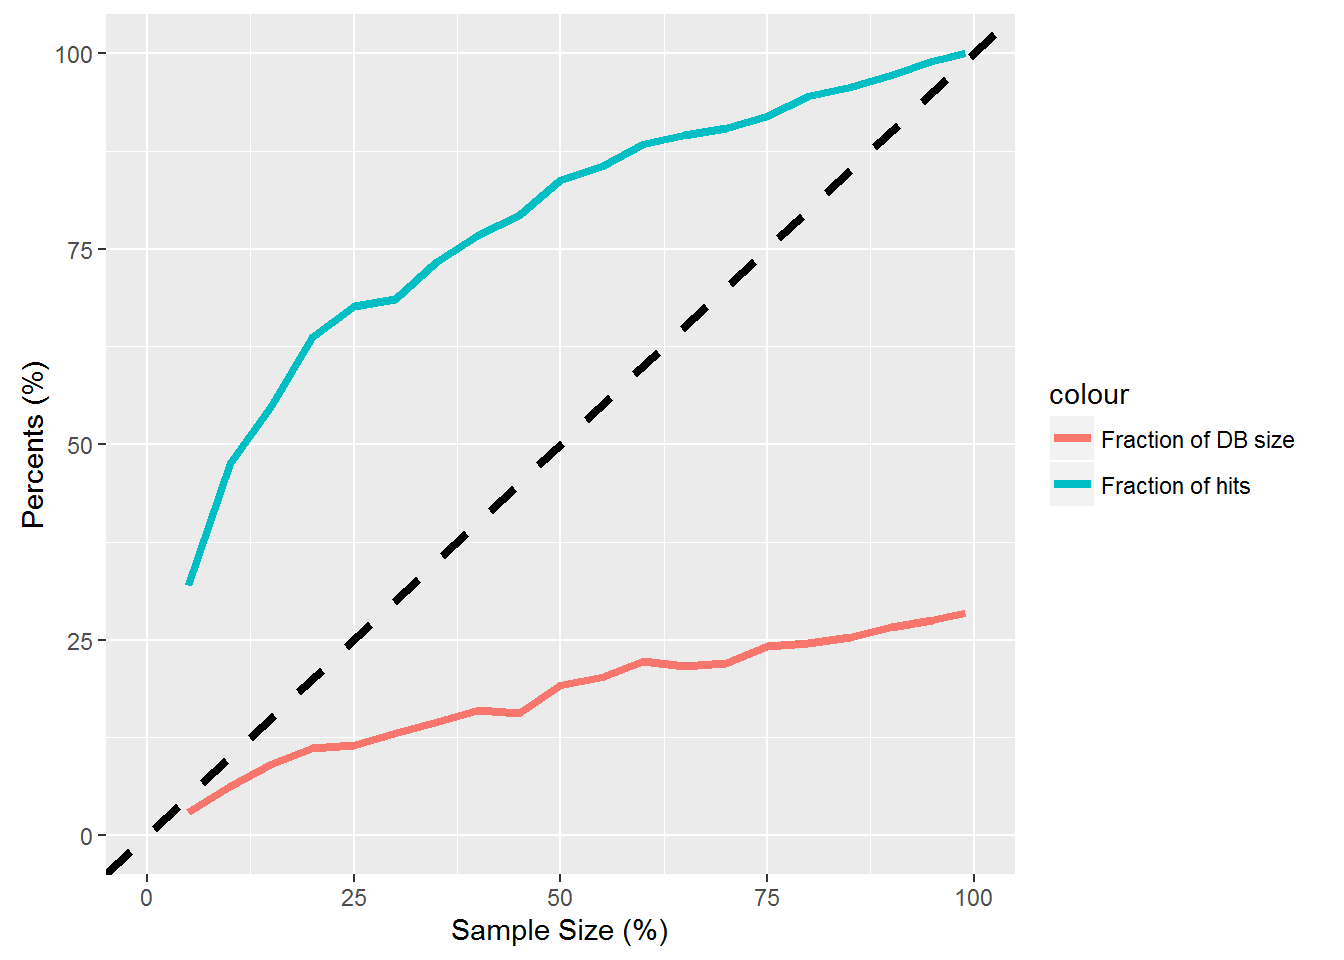 100
75
50
25
0
Percents (%)
0 25 50 75 100
Sample Size (%)
colour
Fraction of DB size
Fraction of hits